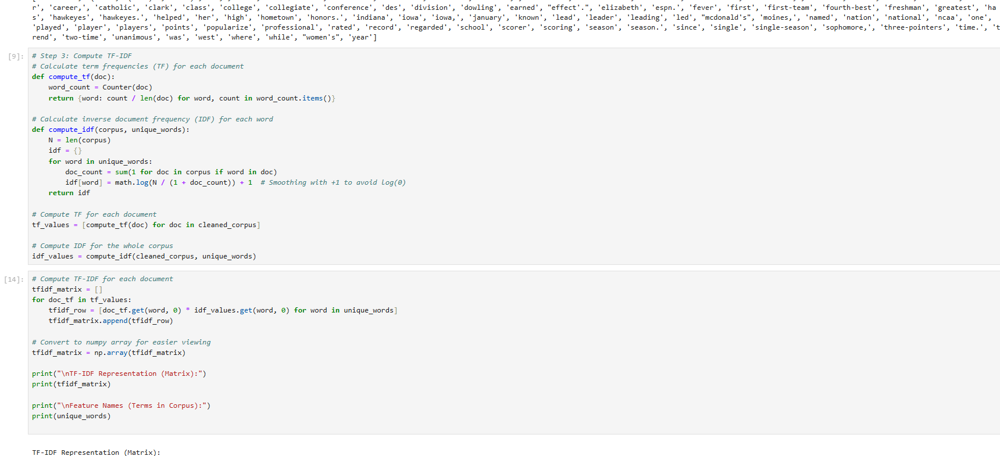 r', 'career,', 'catholic', 'clark', 'class', 'college', 'collegiate', 'conference', 'des', 'division', 'dowling', 'earned', "effect'.", 'elizabeth', 'espn.', 'fever', 'first', 'first-team', 'fourth-best', 'freshman', 'greatest', 'ha
s', 'hawkeyes', 'hawkeyes.', 'helped', 'her', 'high', 'hometown', 'honors.', 'indiana', 'iowa', 'iowa,', 'january', 'known', 'lead', 'leader', 'leading', 'led', "mcdonald's", 'moines,', 'named', 'nation', 'national', 'ncaa', 'one',
'played', 'player', 'players', 'points', 'popularize', 'professional', 'rated', 'record', 'regarded', 'school', 'scorer', 'scoring', 'season', 'season.', 'since', 'single', 'single-season', 'sophomore,', 'three-pointers', 'time.', 't
rend', 'two-time', 'unanimous', 'was', 'west', 'where', 'while', "women's", 'year']
[9]:
# Step 3: Compute TF-IDF
# Calculate term frequencies (TF) for each document
def compute_tf(doc):
    word_count = Counter(doc)
    return {word: count / len(doc) for word, count in word_count.items()}
# Calculate inverse document frequency (IDF) for each word
def compute_idf(corpus, unique_words):
    N = len(corpus)
    idf = {}
    for word in unique_words:
        doc_count = sum(1 for doc in corpus if word in doc)
        idf[word] = math.log(N / (1 + doc_count)) + 1  # Smoothing with +1 to avoid log(0)
    return idf
# Compute TF for each document
tf_values = [compute_tf(doc) for doc in cleaned_corpus]
# Compute IDF for the whole corpus
idf_values = compute_idf(cleaned_corpus, unique_words)
[14]:
# Compute TF-IDF for each document
tfidf_matrix = []
for doc_tf in tf_values:
    tfidf_row = [doc_tf.get(word, 0) * idf_values.get(word, 0) for word in unique_words]
    tfidf_matrix.append(tfidf_row)
# Convert to numpy array for easier viewing
tfidf_matrix = np.array(tfidf_matrix)
print("\nTF-IDF Representation (Matrix):")
print(tfidf_matrix)
print("\nFeature Names (Terms in Corpus):")
print(unique_words)
TF-IDF Representation (Matrix):